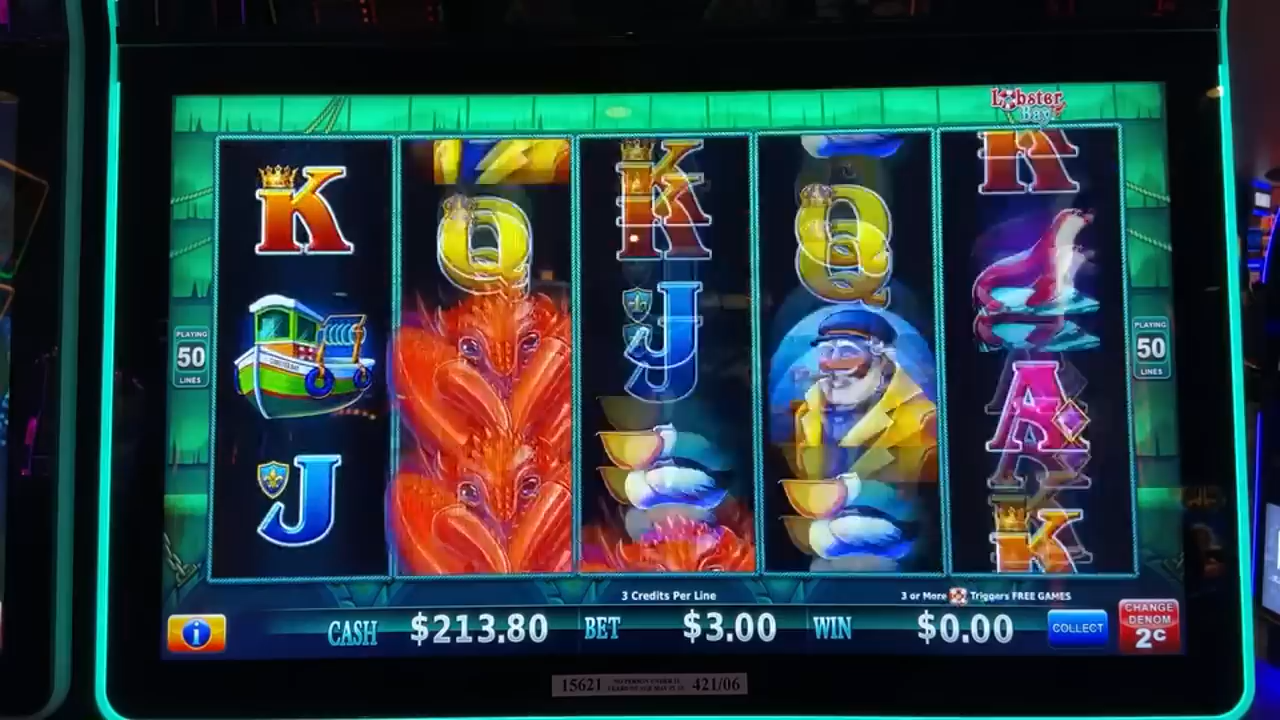 Lobster
Bay
K
Q
K
Q
K
J
A
J
K
PLAYING
50
LINES
PLAYING
50
LINES
3 Credits Per Line
3 or More Triggers FREE GAMES
i
CASH $213.80 BET $3.00 WIN $0.00
COLLECT
CHANGE
DENOM
2¢
15621 421/06